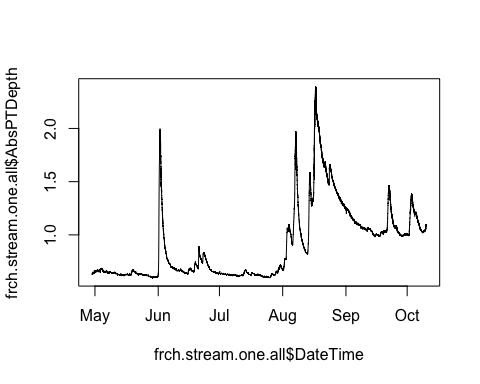 frch.stream.one.all$AbsPTDepth
2.0
1.5
1.0
May Jun Jul Aug Sep Oct
frch.stream.one.all$DateTime